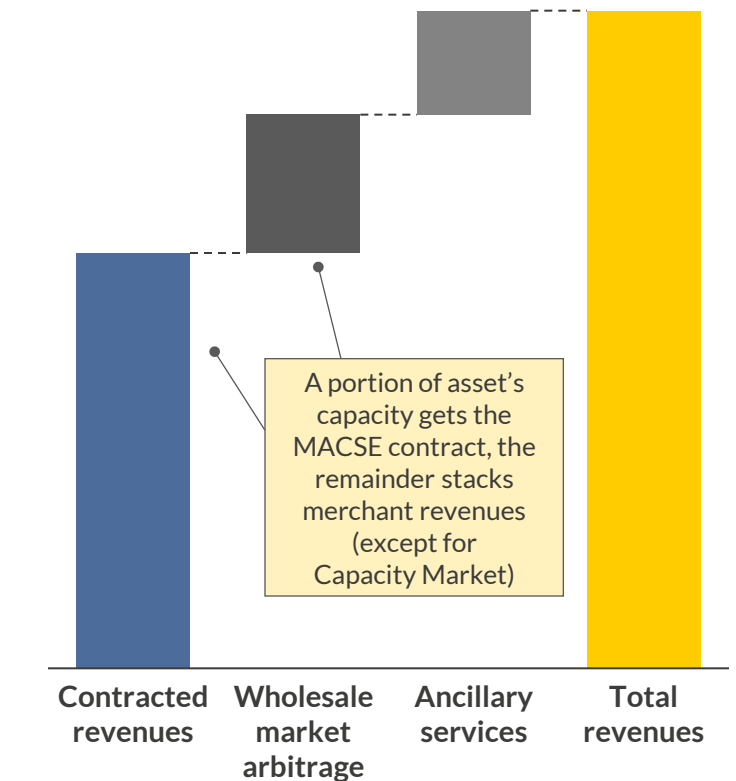 A portion of asset's
capacity gets the
MACSE contract, the
remainder stacks
merchant revenues
(except for
Capacity Market)
Contracted
revenues
Wholesale
market
arbitrage
Ancillary
services
Total
revenues